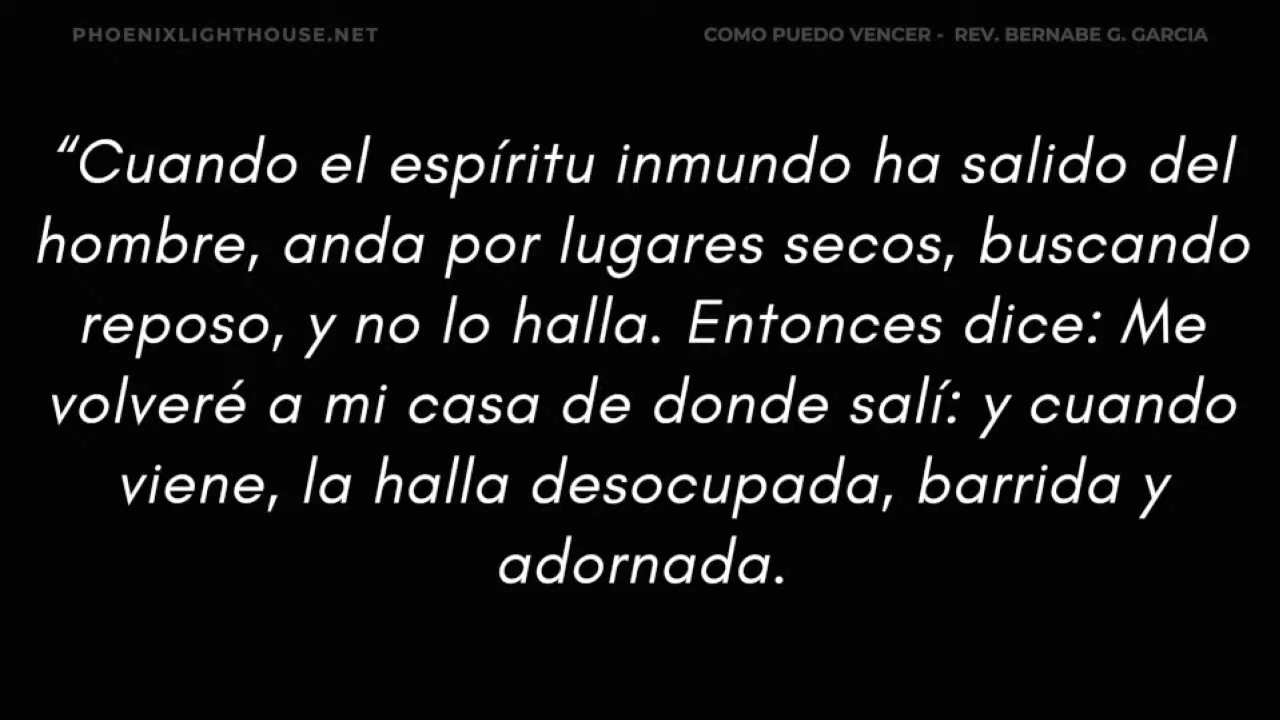 PHOENIXLIGHTHOUSE.NET
COMO PUEDO VENCER - REV. BERNABE G. GARCIA
“Cuando el espíritu inmundo ha salido del
hombre, anda por lugares secos, buscando
reposo, y no lo halla. Entonces dice: Me
volveré a mi casa de donde salí: y cuando
viene, la halla desocupada, barrida y
adornada.